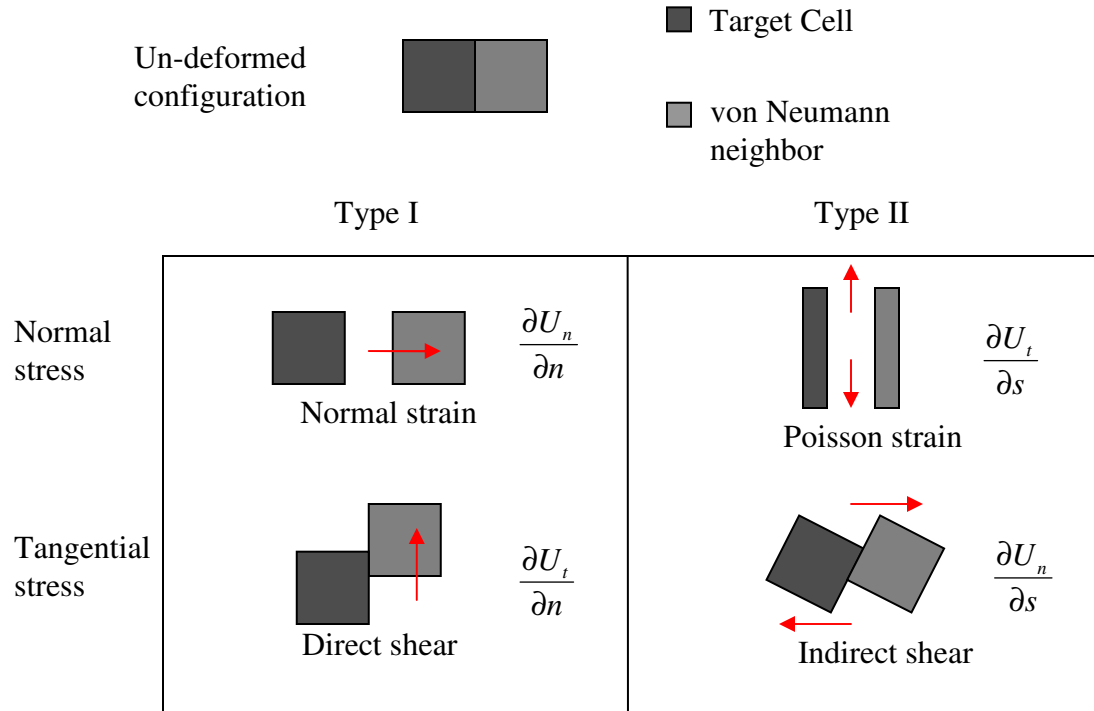 Un-deformed
configuration
Target Cell
von Neumann
neighbor
Type I
Type II
Normal
stress
∂U_n
∂n
Normal strain
∂U_t
∂s
Poisson strain
Tangential
stress
∂U_t
∂n
Direct shear
∂U_n
∂s
Indirect shear